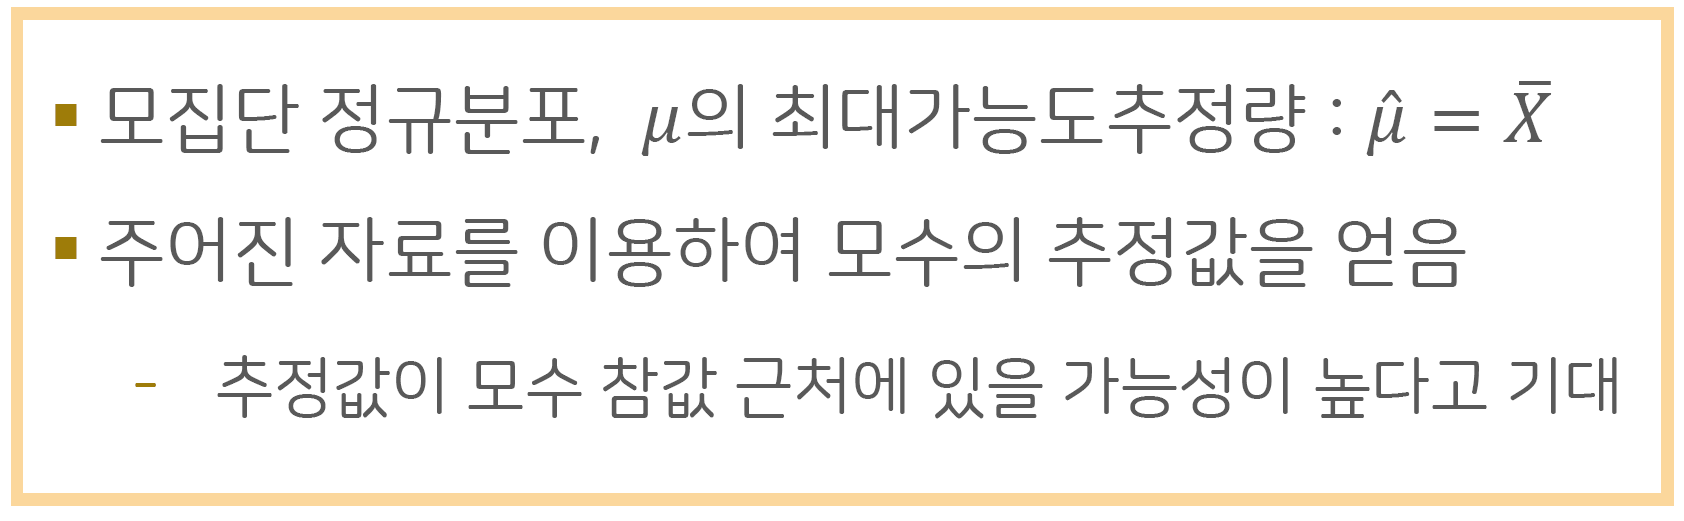 ▪ 모집단 정규분포, μ의 최대가능도추정량 : μ̂ = X̄
▪ 주어진 자료를 이용하여 모수의 추정값을 얻음
- 추정값이 모수 참값 근처에 있을 가능성이 높다고 기대